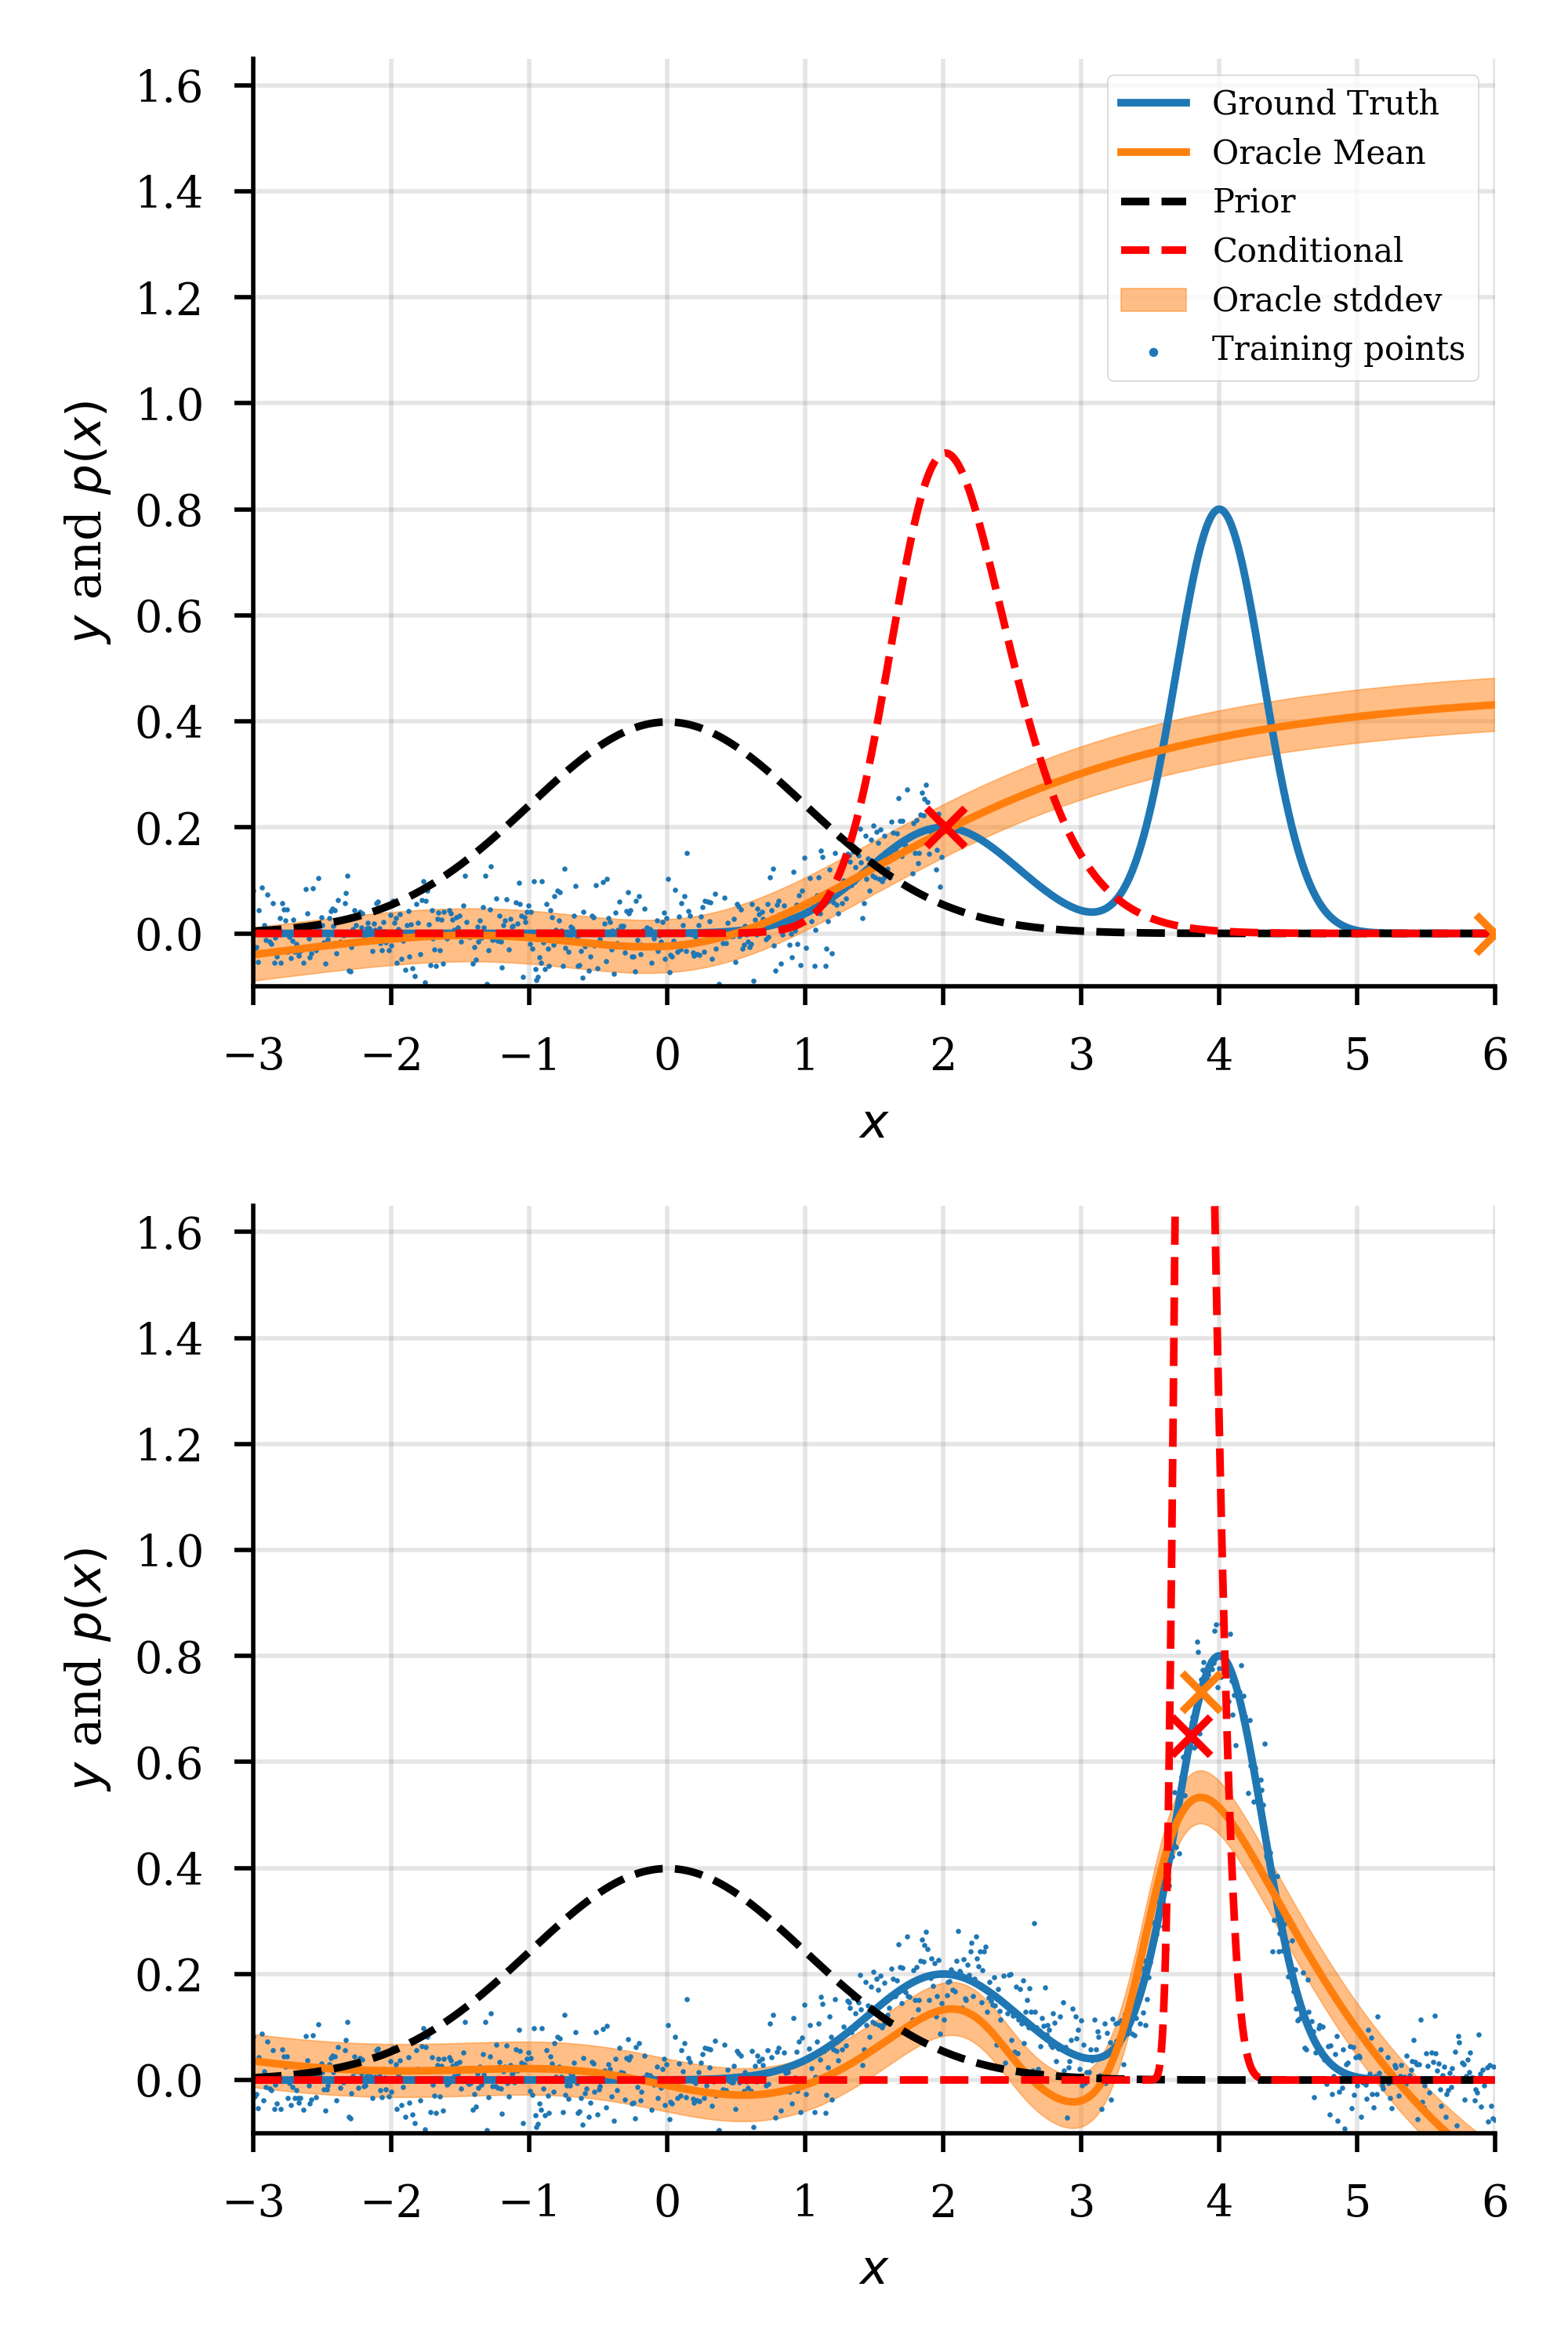 1.6
1.4
1.2
1.0
0.8
0.6
0.4
0.2
0.0
y and p(x)
Ground Truth
Oracle Mean
Prior
Conditional
Oracle stddev
Training points
−3 −2 −1 0 1 2 3 4 5 6
x
1.6
1.4
1.2
1.0
0.8
0.6
0.4
0.2
0.0
y and p(x)
−3 −2 −1 0 1 2 3 4 5 6
x